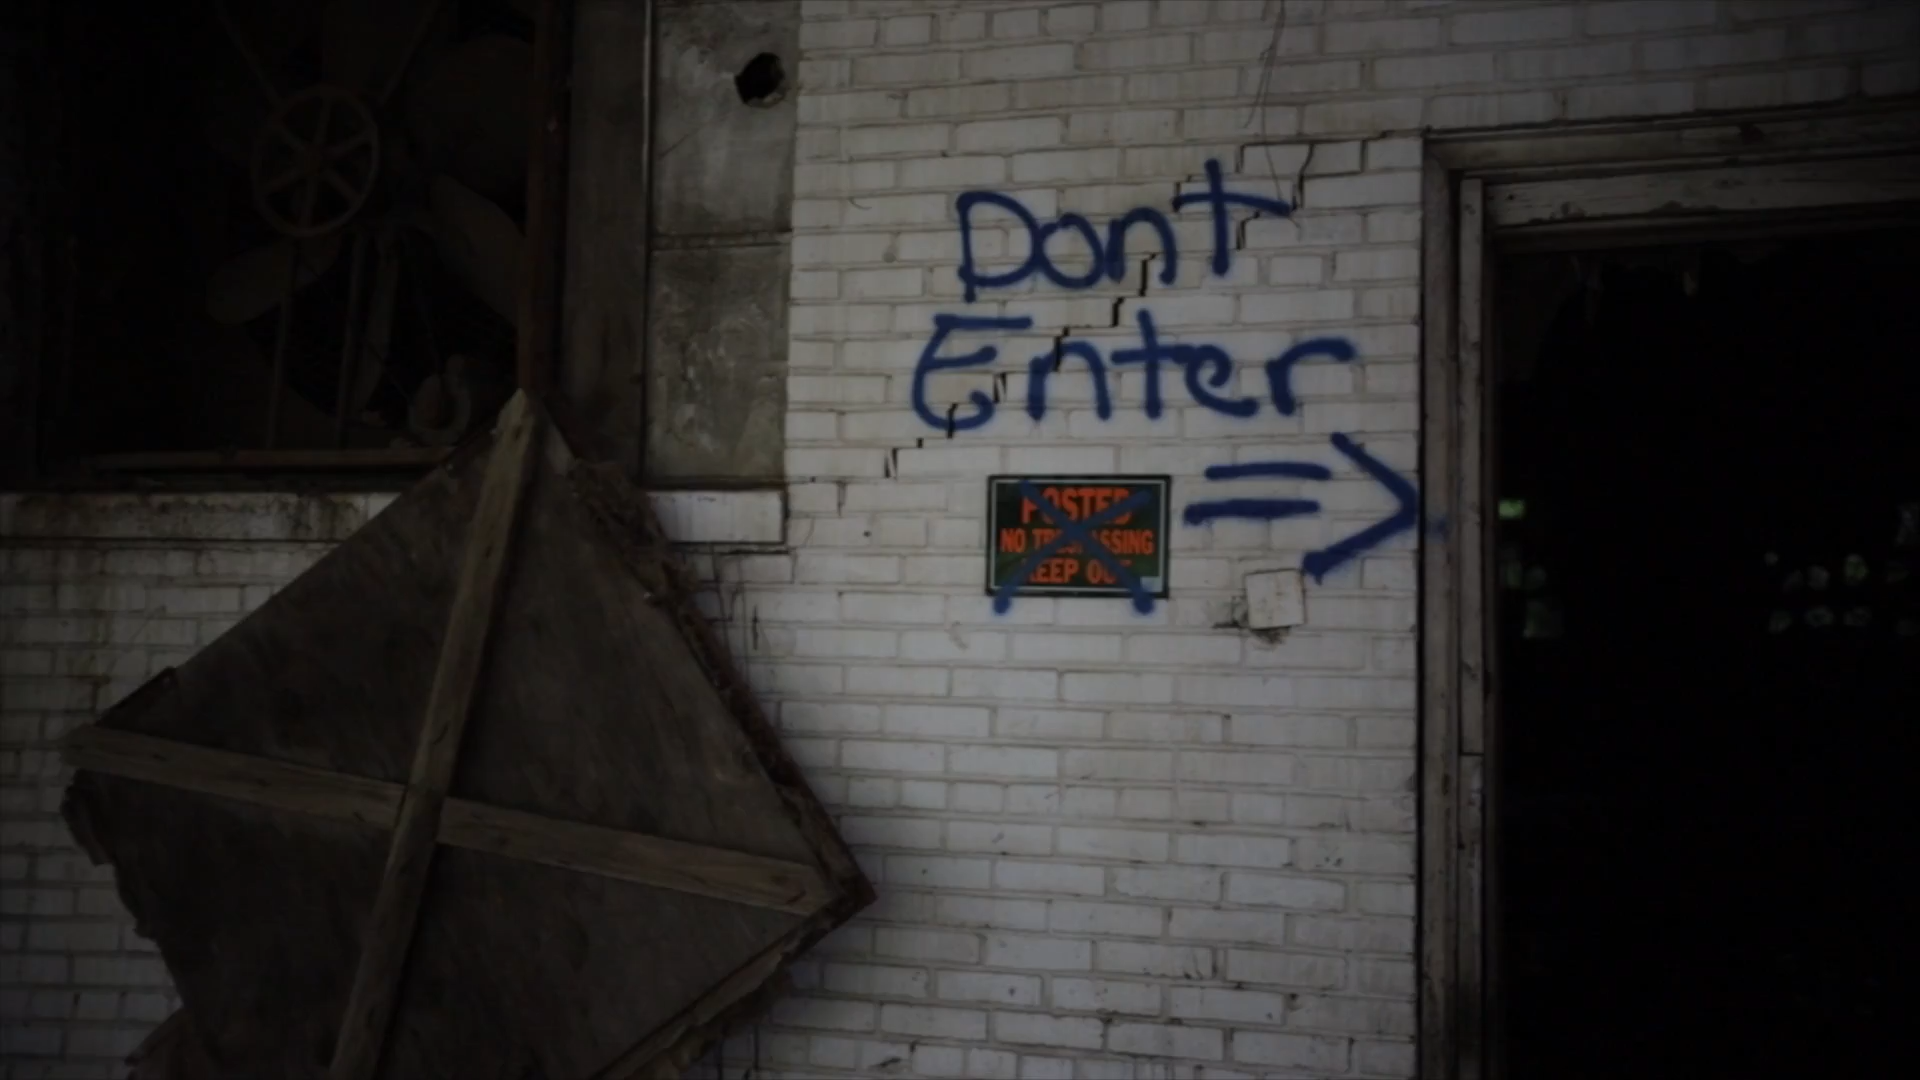 Dont
Enter
POSTED
NO TRESPASSING
KEEP OUT